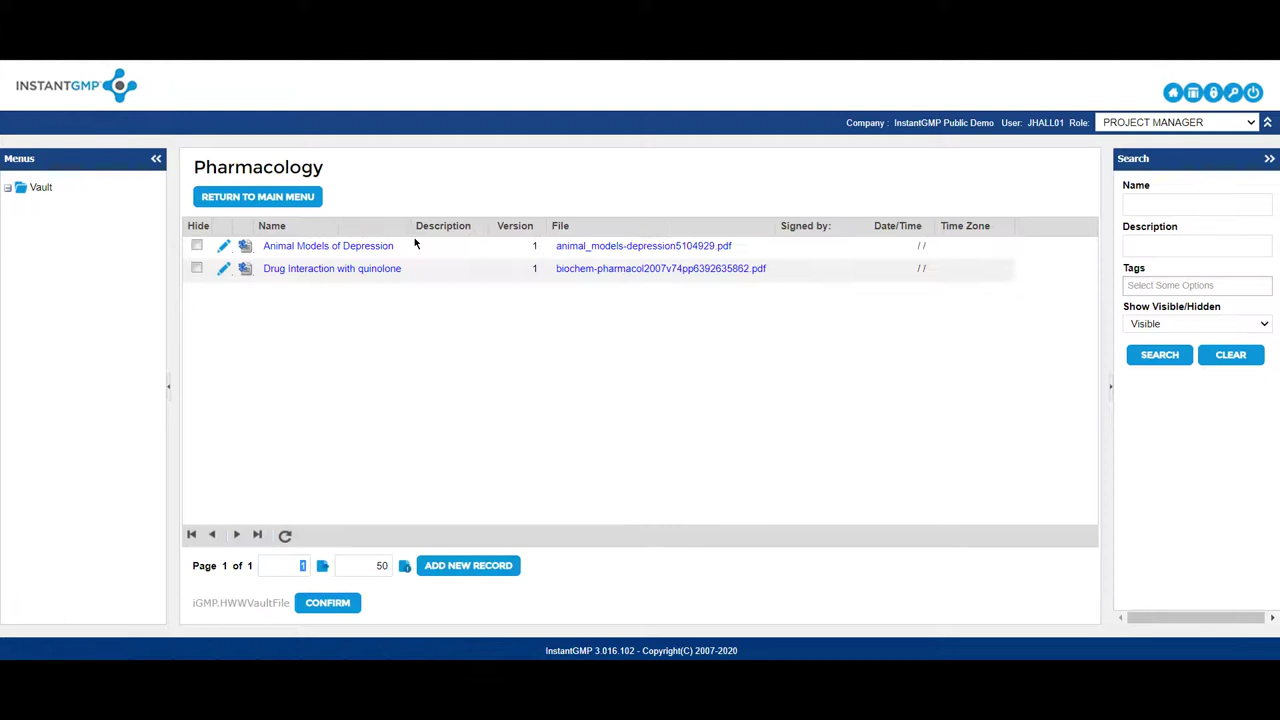 INSTANTGMP
Company : InstantGMP Public Demo User: JHALL01 Role: PROJECT MANAGER
Menus
Vault
Pharmacology
RETURN TO MAIN MENU
Hide Name Description Version File Signed by: Date/Time Time Zone
Animal Models of Depression 1 animal_models-depression5104929.pdf / /
Drug Interaction with quinolone 1 biochem-pharmacol2007v74pp6392635862.pdf / /
Page 1 of 1 1 50 ADD NEW RECORD
iGMP.HWWVaultFile CONFIRM
Search
Name
Description
Tags
Select Some Options
Show Visible/Hidden
Visible
SEARCH CLEAR
InstantGMP 3.016.102 - Copyright(C) 2007-2020